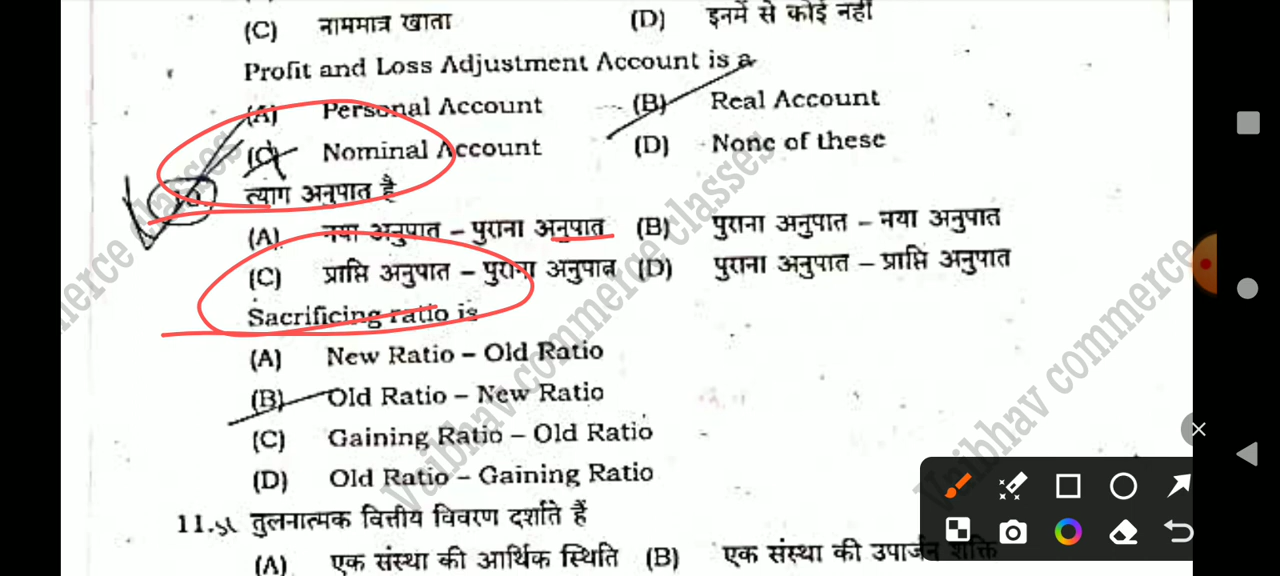 (C) नाममात्र खाता (D) इनमें से कोई नहीं
Profit and Loss Adjustment Account is a
(A) Personal Account (B) Real Account
(C) Nominal Account (D) None of these
त्याग अनुपात है
(A) नया अनुपात – पुराना अनुपात (B) पुराना अनुपात – नया अनुपात
(C) प्राप्ति अनुपात – पुराना अनुपात (D) पुराना अनुपात – प्राप्ति अनुपात
Sacrificing ratio is
(A) New Ratio – Old Ratio
(B) Old Ratio – New Ratio
(C) Gaining Ratio – Old Ratio
(D) Old Ratio – Gaining Ratio
11. तुलनात्मक वित्तीय विवरण दर्शाते हैं
(A) एक संस्था की आर्थिक स्थिति (B) एक संस्था की उपार्जन शक्ति
Vaibhav commerce classes
Vaibhav commerce